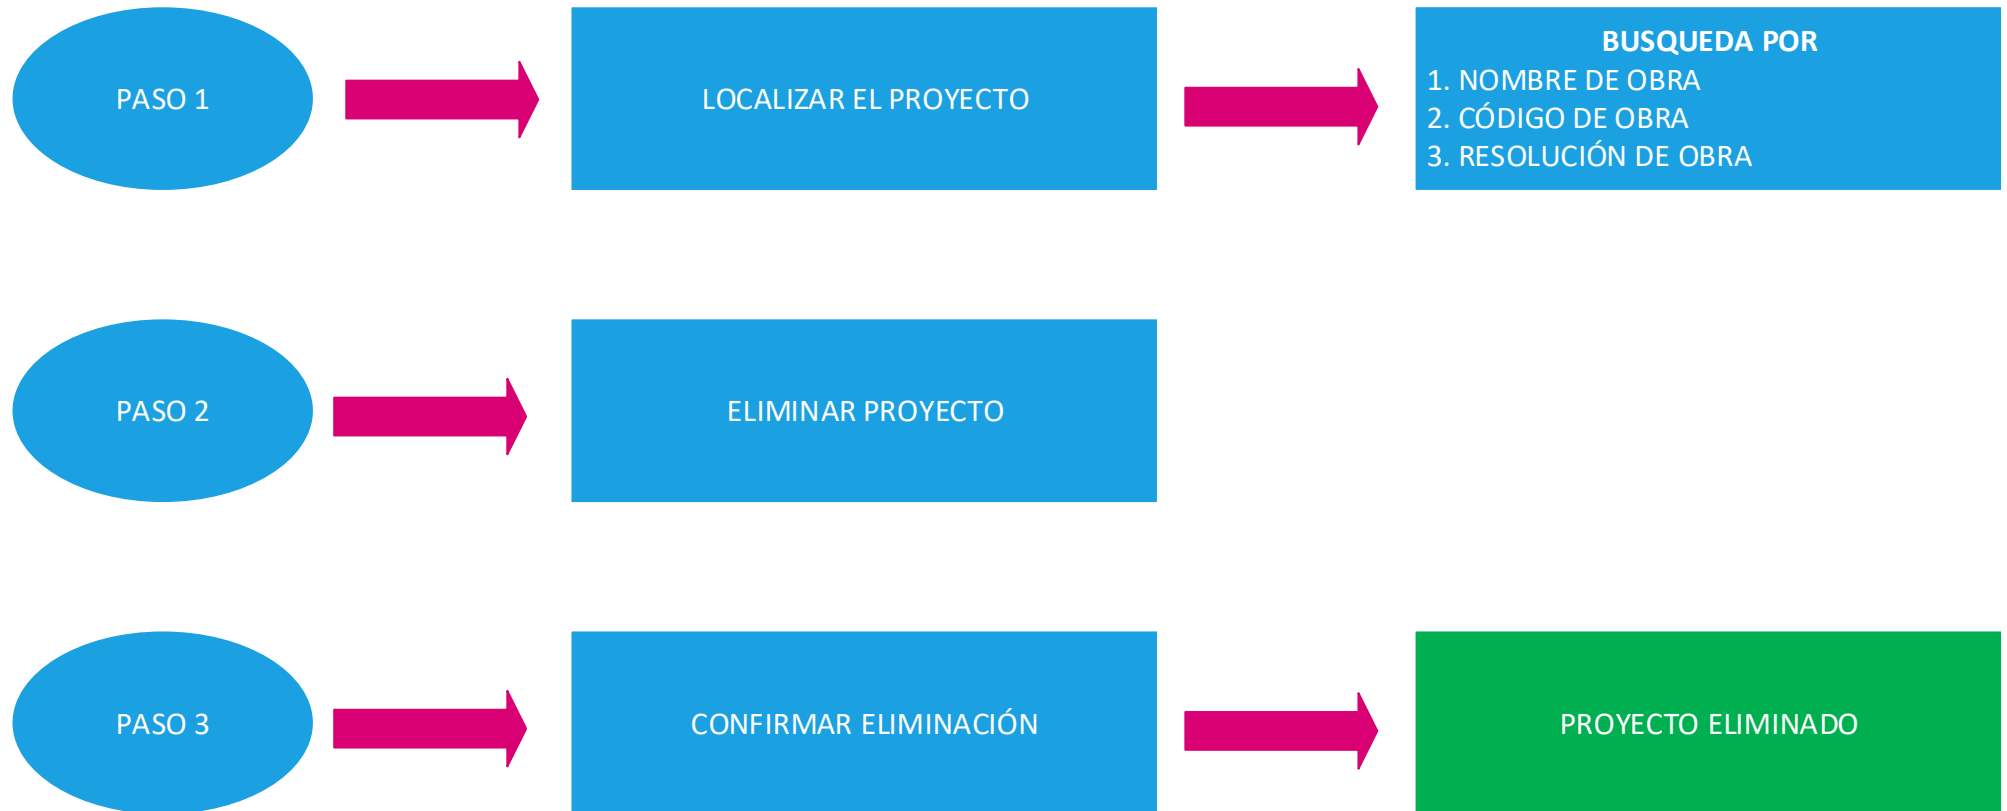 PASO 1
LOCALIZAR EL PROYECTO
BUSQUEDA POR
1. NOMBRE DE OBRA
2. CÓDIGO DE OBRA
3. RESOLUCIÓN DE OBRA
PASO 2
ELIMINAR PROYECTO
PASO 3
CONFIRMAR ELIMINACIÓN
PROYECTO ELIMINADO